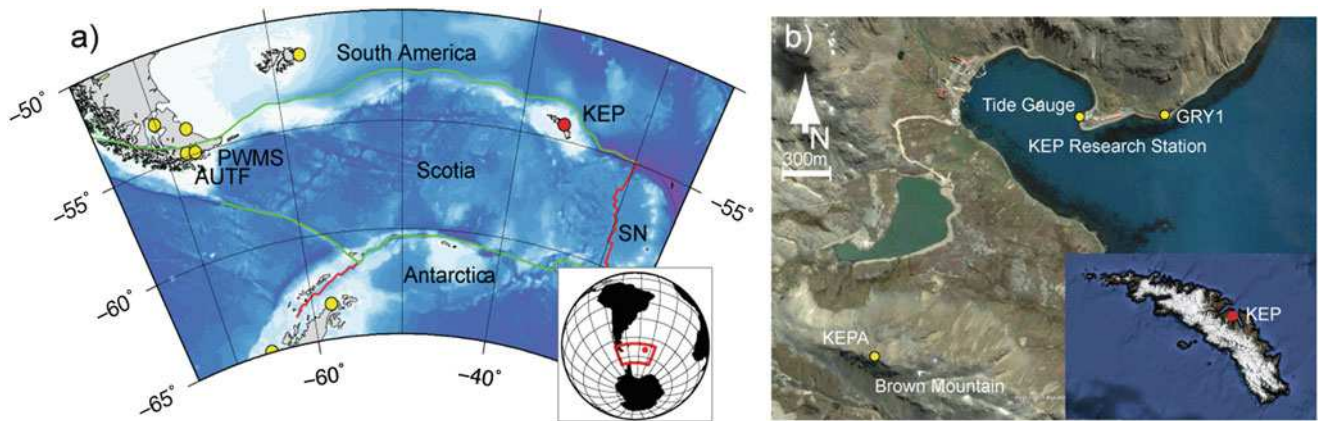 a)
South America
−50°
KEP
PWMS
AUTF
Scotia
−55°
−55°
SN
Antarctica
−60°
−65°
−60°
−40°
b)
Tide Gauge
GRY1
N
KEP Research Station
300m
KEP
KEPA
Brown Mountain